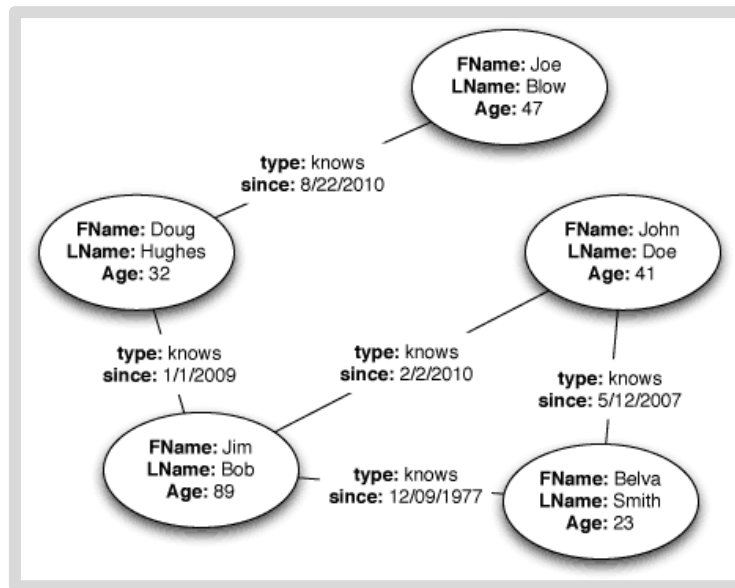 FName: Joe
LName: Blow
Age: 47
type: knows
since: 8/22/2010
FName: Doug
LName: Hughes
Age: 32
FName: John
LName: Doe
Age: 41
type: knows
since: 1/1/2009
type: knows
since: 2/2/2010
type: knows
since: 5/12/2007
FName: Jim
LName: Bob
Age: 89
type: knows
since: 12/09/1977
FName: Belva
LName: Smith
Age: 23